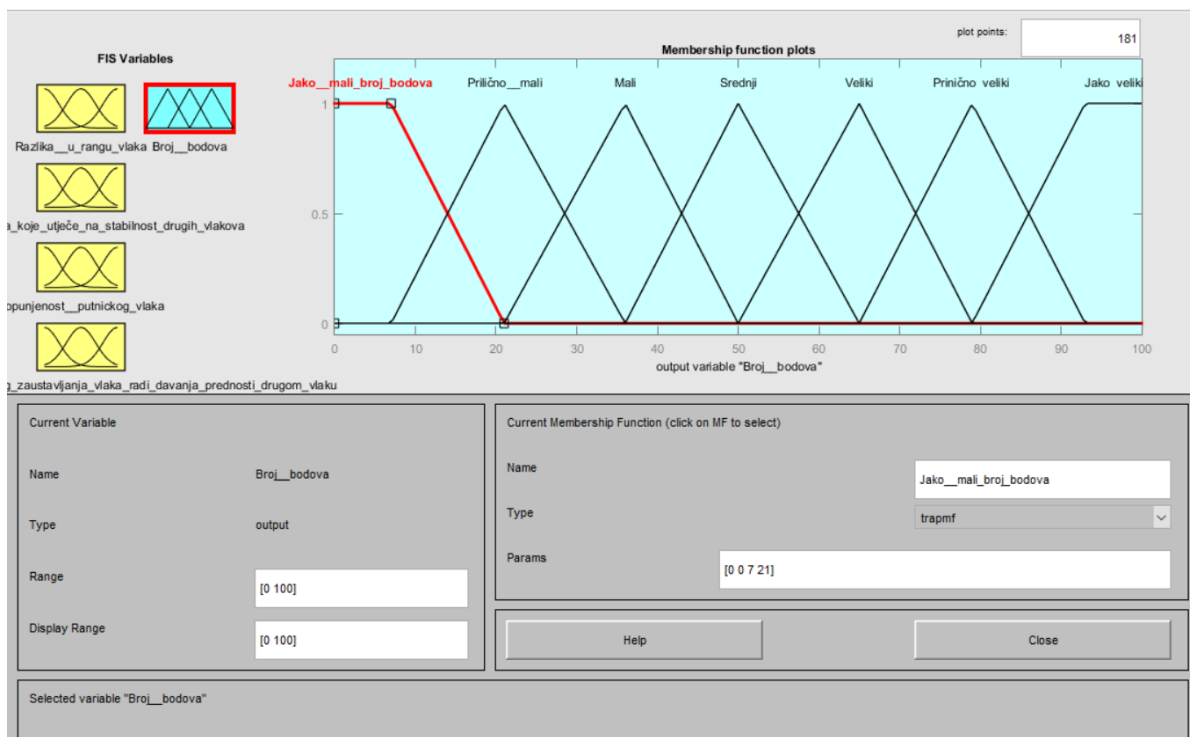 plot points:
181
FIS Variables
Membership function plots
Jako__mali_broj_bodova Prilično__mali Mali Srednji Veliki Prinično veliki Jako veliki
1
0.5
0
0 10 20 30 40 50 60 70 80 90 100
output variable "Broj__bodova"
Razlika__u_rangu_vlaka Broj__bodova
a_koje_utječe_na_stabilnost_drugih_vlakova
opunjenost__putnickog_vlaka
g_zaustavljanja_vlaka_radi_davanja_prednosti_drugom_vlaku
Current Variable
Name Broj__bodova
Type output
Range [0 100]
Display Range [0 100]
Current Membership Function (click on MF to select)
Name Jako__mali_broj_bodova
Type trapmf
Params [0 0 7 21]
Help Close
Selected variable "Broj__bodova"